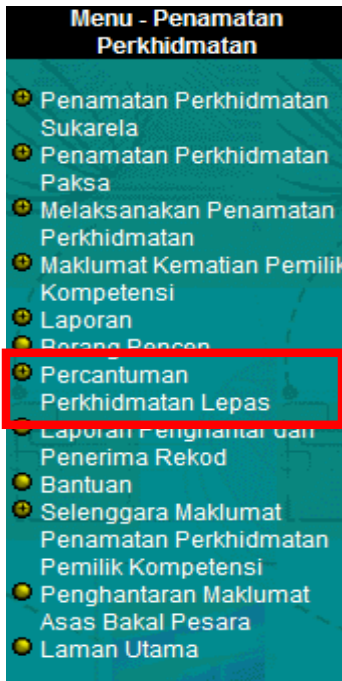 Menu - Penamatan
Perkhidmatan
Penamatan Perkhidmatan
Sukarela
Penamatan Perkhidmatan
Paksa
Melaksanakan Penamatan
Perkhidmatan
Maklumat Kematian Pemilik
Kompetensi
Laporan
Borang Pencen
Percantuman
Perkhidmatan Lepas
Laporan Penghantar dan
Penerima Rekod
Bantuan
Selenggara Maklumat
Penamatan Perkhidmatan
Pemilik Kompetensi
Penghantaran Maklumat
Asas Bakal Pesara
Laman Utama